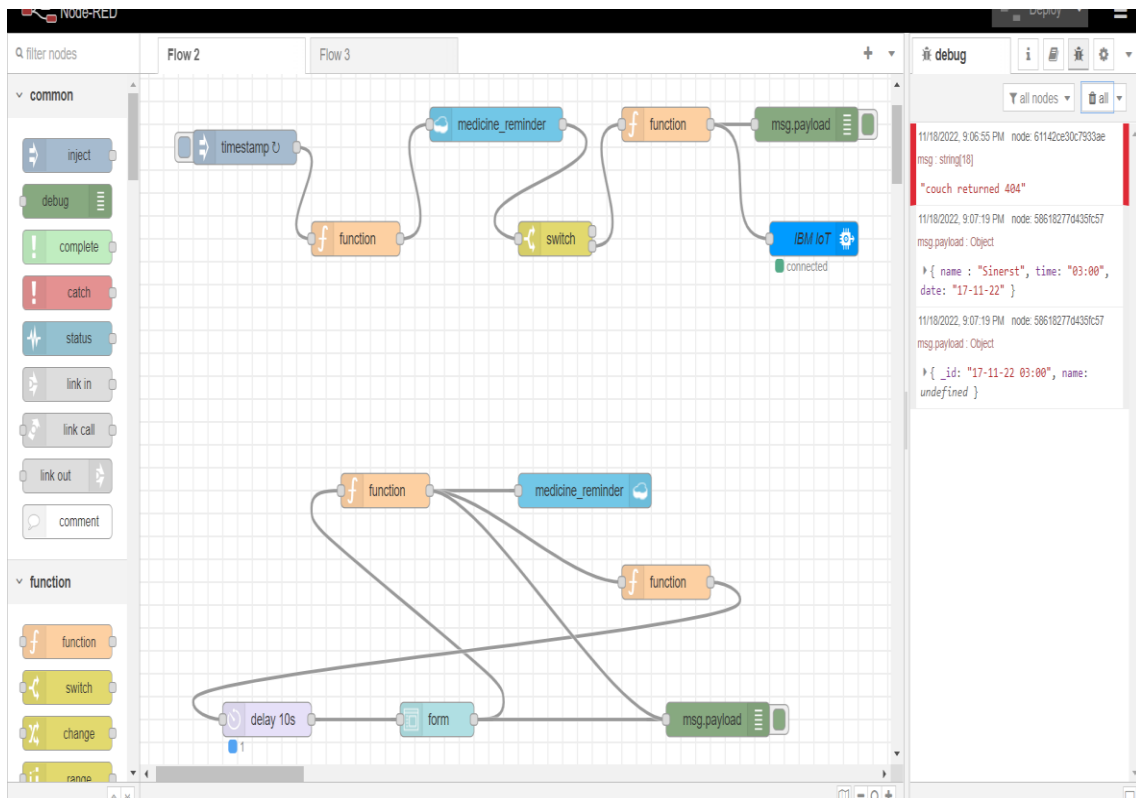 Node-RED
Deploy
filter nodes
Flow 2
Flow 3
debug
i
all nodes
all
common
inject
debug
complete
catch
status
link in
link call
link out
comment
function
function
switch
change
range
timestamp ↻
function
medicine_reminder
switch
function
msg.payload
IBM IoT
connected
function
medicine_reminder
function
delay 10s
1
form
msg.payload
11/18/2022, 9:06:55 PM node: 61142ce30c7933ae
msg : string[18]
"couch returned 404"
11/18/2022, 9:07:19 PM node: 58618277d435fc57
msg.payload : Object
{ name : "Sinerst", time: "03:00",
date: "17-11-22" }
11/18/2022, 9:07:19 PM node: 58618277d435fc57
msg.payload : Object
{ _id: "17-11-22 03:00", name:
undefined }